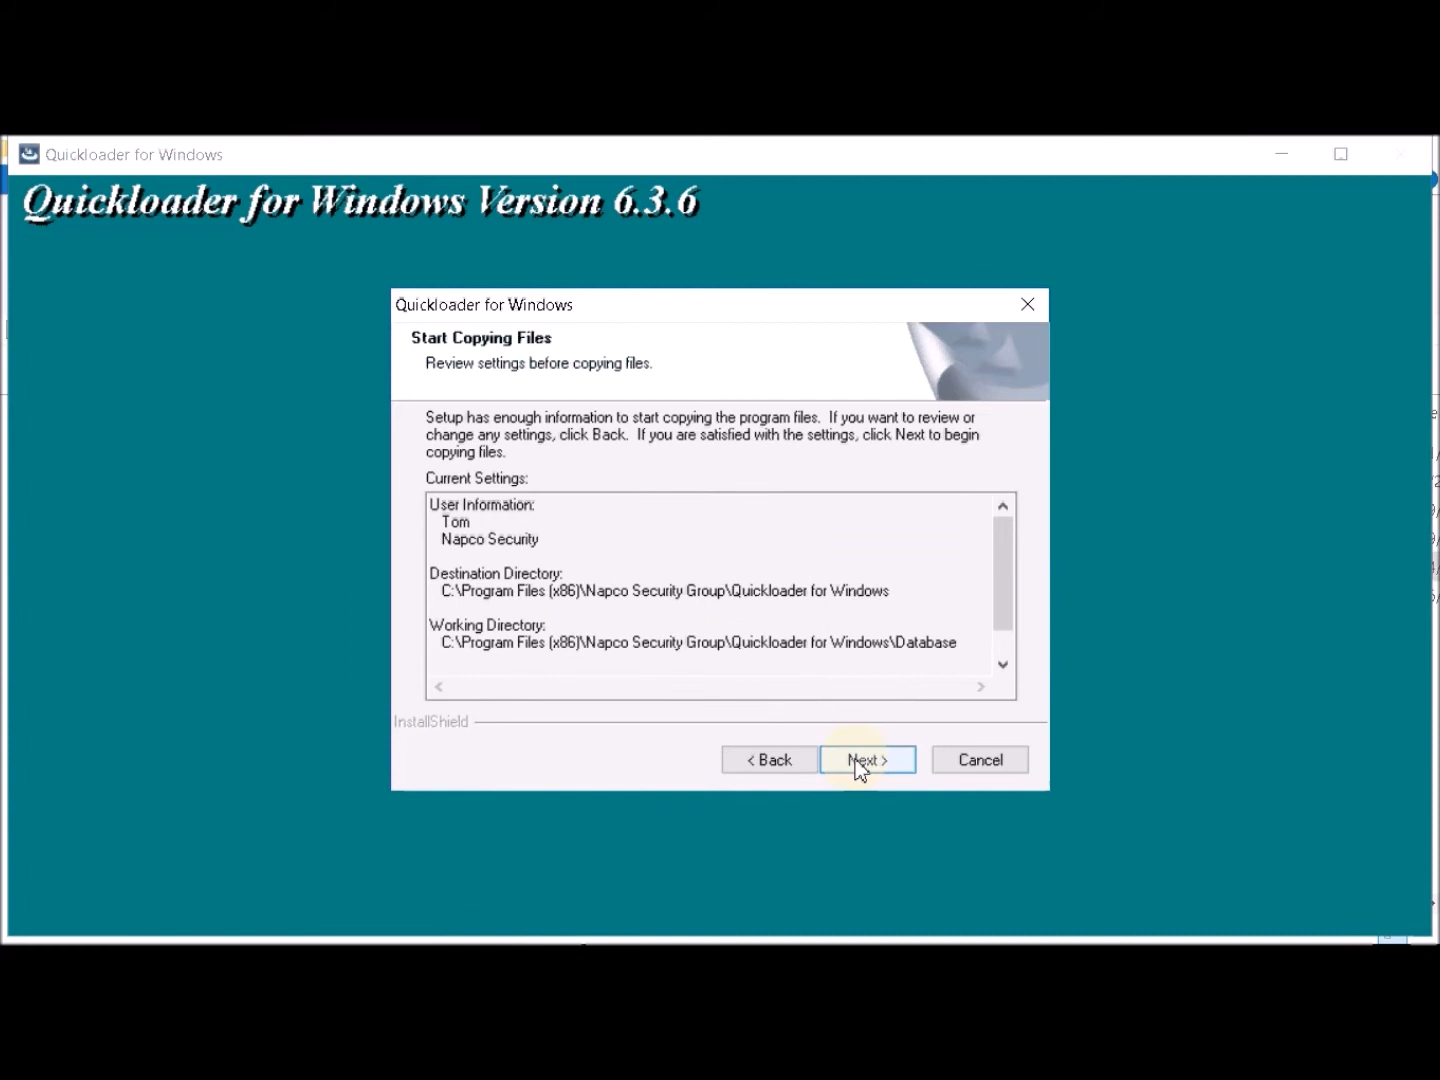 Quickloader for Windows
Quickloader for Windows Version 6.3.6
Quickloader for Windows
Start Copying Files
Review settings before copying files.
Setup has enough information to start copying the program files. If you want to review or
change any settings, click Back. If you are satisfied with the settings, click Next to begin
copying files.
Current Settings:
User Information:
Tom
Napco Security
Destination Directory:
C:\Program Files (x86)\Napco Security Group\Quickloader for Windows
Working Directory:
C:\Program Files (x86)\Napco Security Group\Quickloader for Windows\Database
InstallShield
< Back Next > Cancel